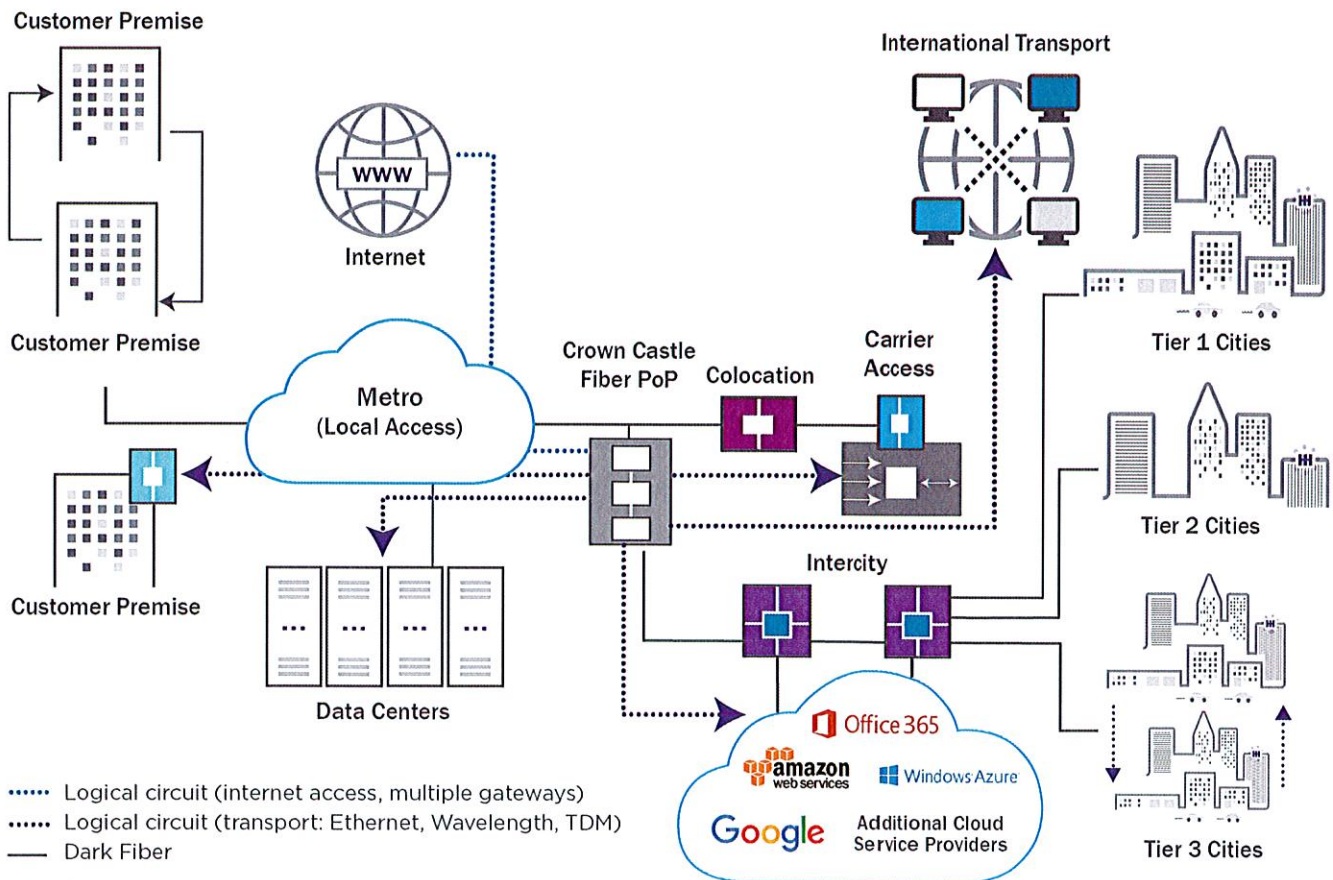 Customer Premise
International Transport
WWW
Internet
Customer Premise
Tier 1 Cities
Crown Castle
Fiber PoP
Colocation
Carrier
Access
Metro
(Local Access)
Tier 2 Cities
Customer Premise
Intercity
Data Centers
Office 365
amazon
web services
Windows Azure
Google
Additional Cloud
Service Providers
Tier 3 Cities
Logical circuit (internet access, multiple gateways)
Logical circuit (transport: Ethernet, Wavelength, TDM)
Dark Fiber